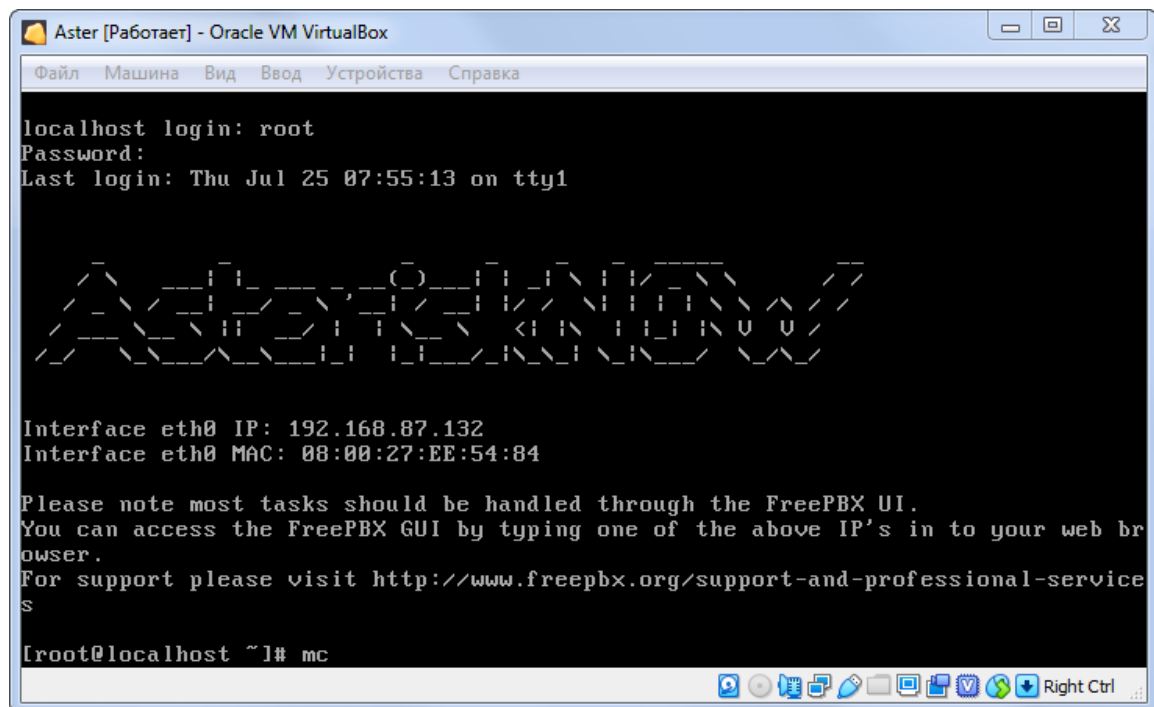 Aster [Работает] - Oracle VM VirtualBox
Файл Машина Вид Ввод Устройства Справка
localhost login: root
Password:
Last login: Thu Jul 25 07:55:13 on tty1
AsteriskNOW
Interface eth0 IP: 192.168.87.132
Interface eth0 MAC: 08:00:27:EE:54:84
Please note most tasks should be handled through the FreePBX UI.
You can access the FreePBX GUI by typing one of the above IP's in to your web br
owser.
For support please visit http://www.freepbx.org/support-and-professional-service
s
[root@localhost ~]# mc
Right Ctrl